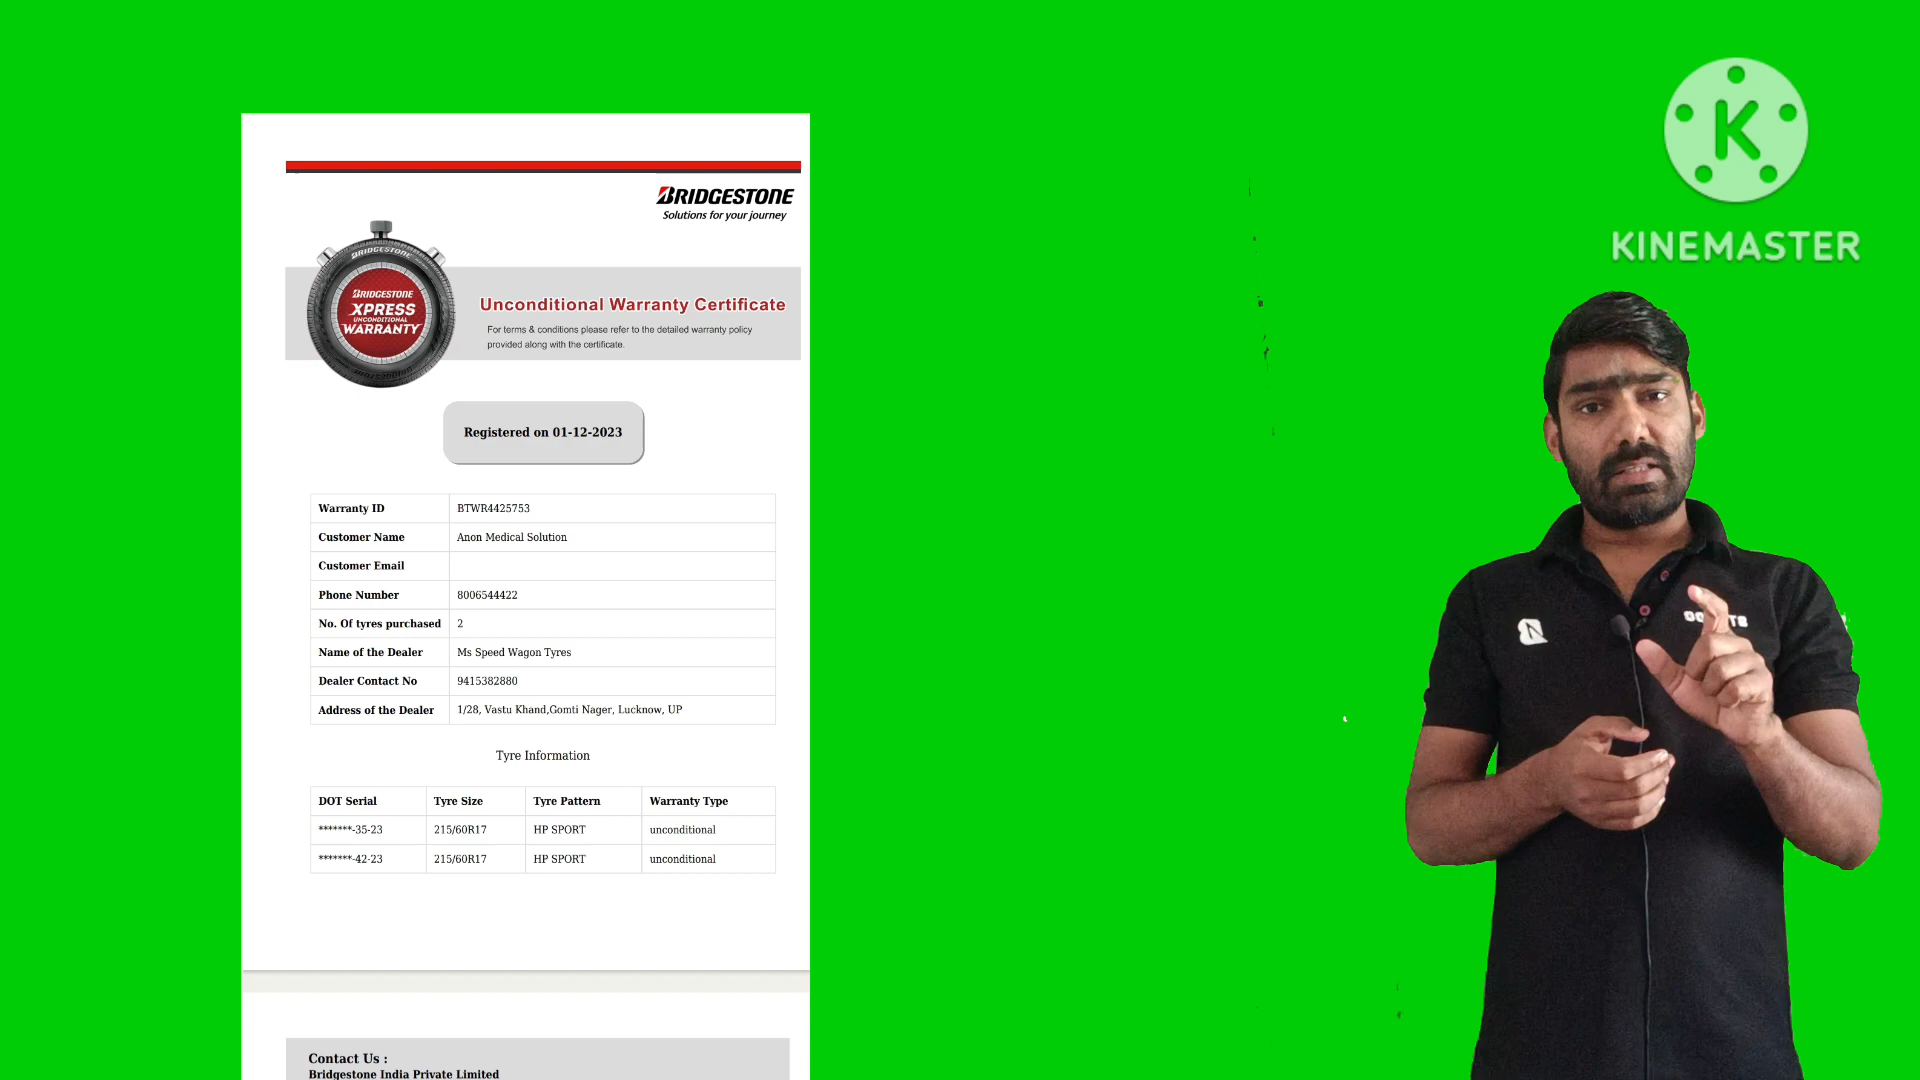 BRIDGESTONE
Solutions for your journey
BRIDGESTONE
BRIDGESTONE
XPRESS
UNCONDITIONAL
WARRANTY
Unconditional Warranty Certificate
For terms & conditions please refer to the detailed warranty policy
provided along with the certificate.
Registered on 01-12-2023
Warranty ID BTWR4425753
Customer Name Anon Medical Solution
Customer Email
Phone Number 8006544422
No. Of tyres purchased 2
Name of the Dealer Ms Speed Wagon Tyres
Dealer Contact No 9415382880
Address of the Dealer 1/28, Vastu Khand,Gomti Nager, Lucknow, UP
Tyre Information
DOT Serial Tyre Size Tyre Pattern Warranty Type
*******-35-23 215/60R17 HP SPORT unconditional
*******-42-23 215/60R17 HP SPORT unconditional
Contact Us :
Bridgestone India Private Limited
K
KINEMASTER